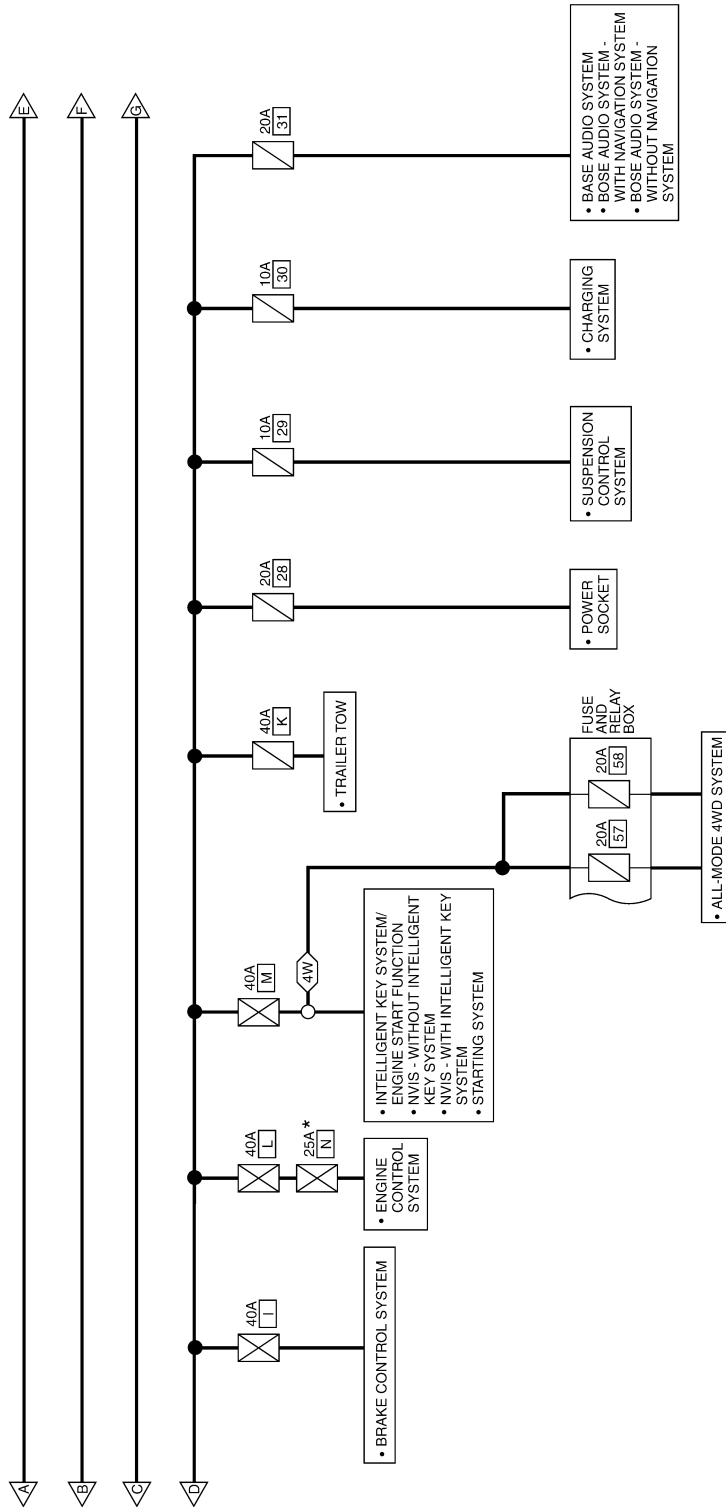 A
B
C
D
E
F
G
40A
I
• BRAKE CONTROL SYSTEM
40A
L
25A *
N
• ENGINE
CONTROL
SYSTEM
40A
M
4W
• INTELLIGENT KEY SYSTEM/
ENGINE START FUNCTION
• NVIS - WITHOUT INTELLIGENT
KEY SYSTEM
• NVIS - WITH INTELLIGENT KEY
SYSTEM
• STARTING SYSTEM
20A
57
20A
58
FUSE
AND
RELAY
BOX
• ALL-MODE 4WD SYSTEM
40A
K
• TRAILER TOW
20A
28
• POWER
SOCKET
10A
29
• SUSPENSION
CONTROL
SYSTEM
10A
30
• CHARGING
SYSTEM
20A
31
• BASE AUDIO SYSTEM
• BOSE AUDIO SYSTEM -
WITH NAVIGATION SYSTEM
• BOSE AUDIO SYSTEM -
WITHOUT NAVIGATION
SYSTEM